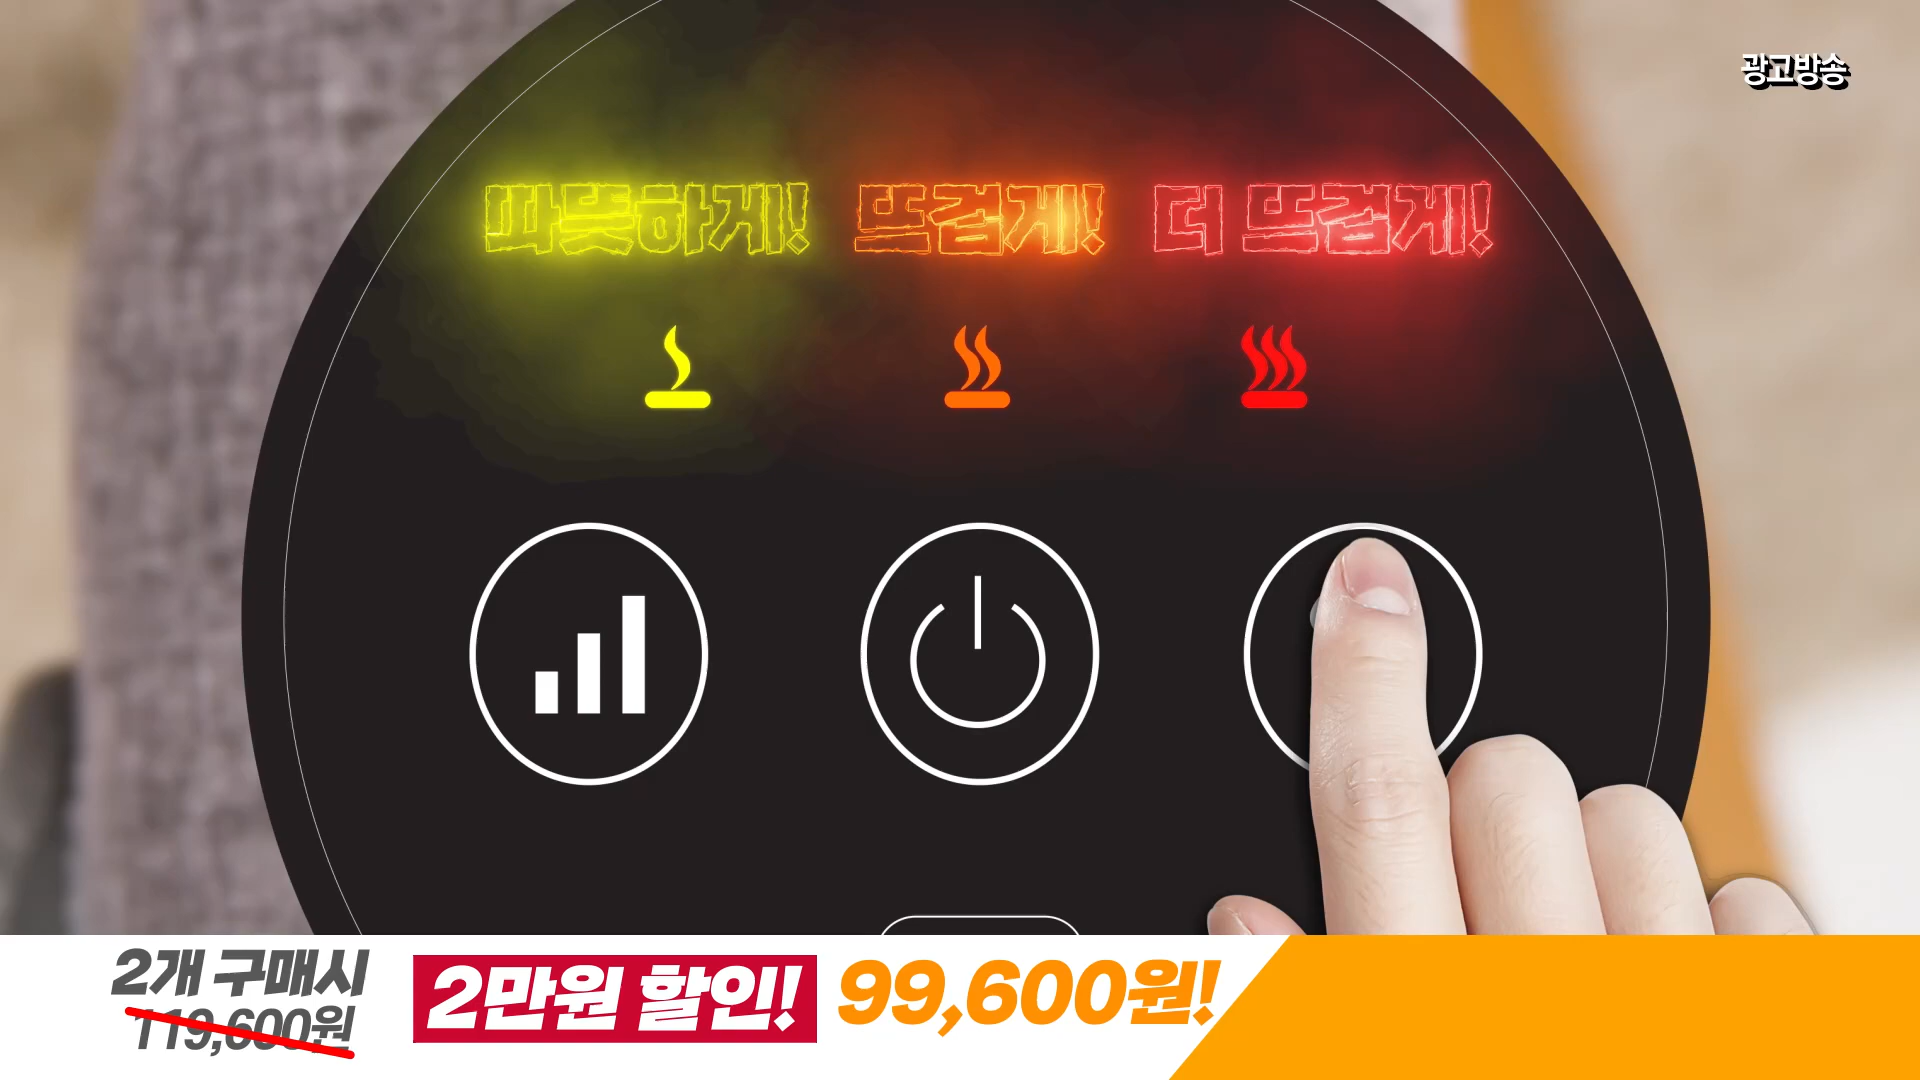 광고방송
따뜻하게! 뜨겁게! 더 뜨겁게!
2개 구매시
119,600원
2만원 할인!
99,600원!